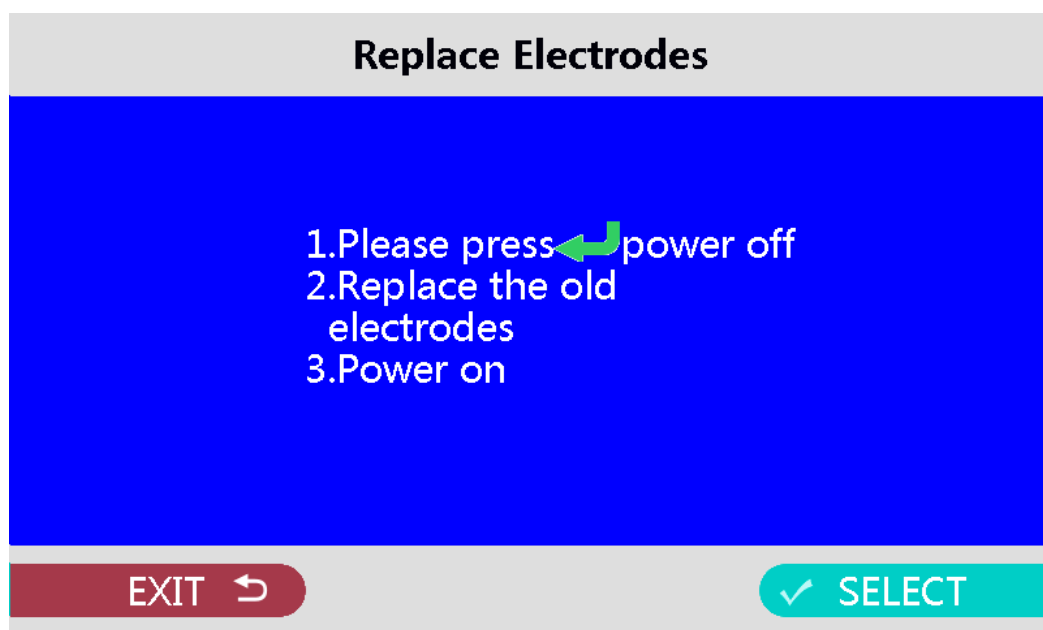 Replace Electrodes
1.Please press power off
2.Replace the old
electrodes
3.Power on
EXIT
SELECT